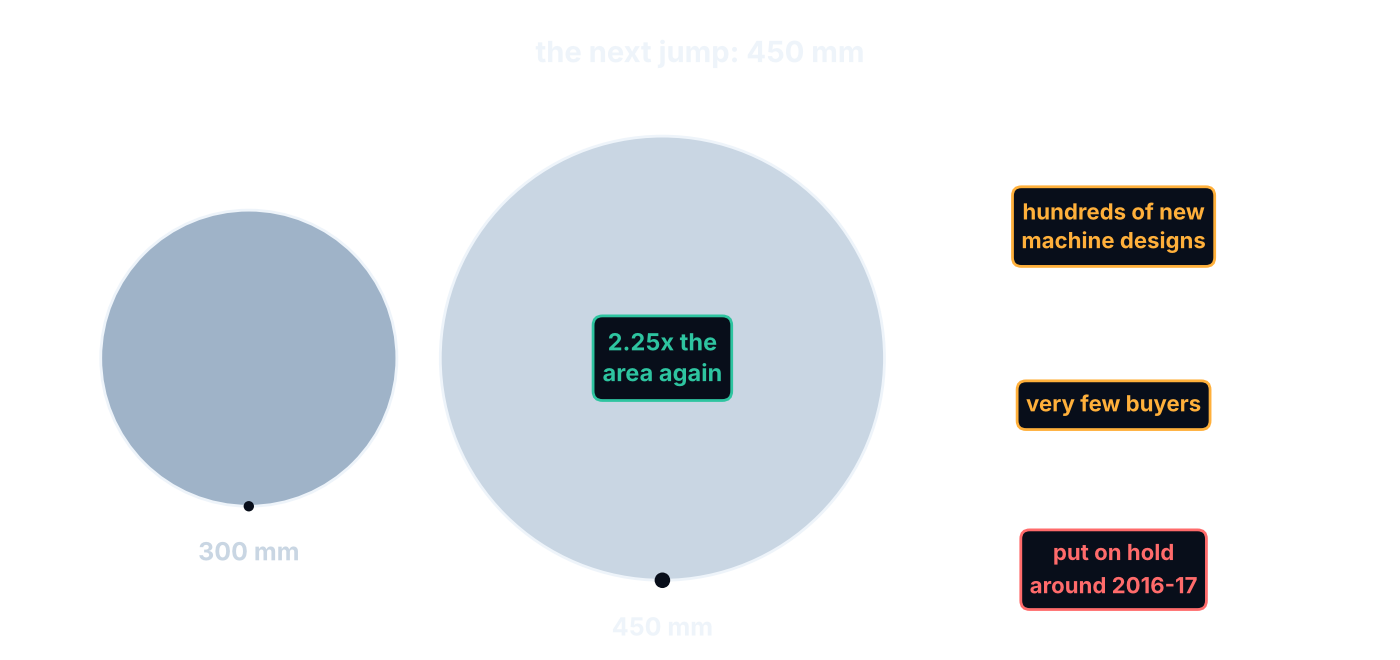 the next jump: 450 mm
hundreds of new
machine designs
2.25x the
area again
very few buyers
300 mm
put on hold
around 2016-17
450 mm